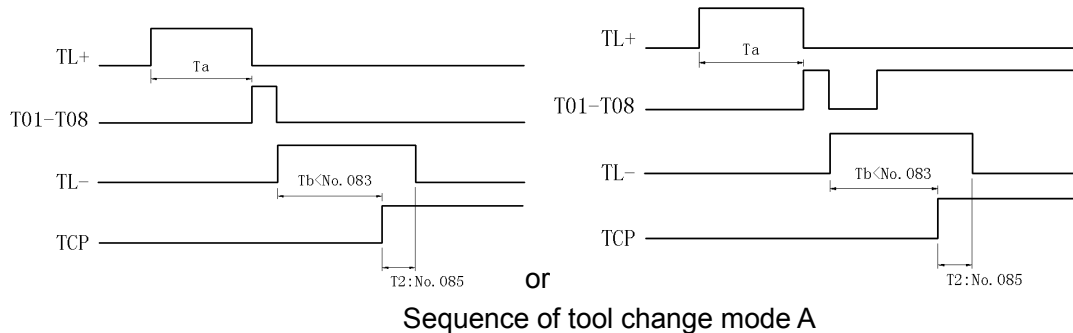 TL+
Ta
T01-T08
TL-
Tb<No. 083
TCP
T2:No. 085
or
TL+
Ta
T01-T08
TL-
Tb<No. 083
TCP
T2:No. 085
Sequence of tool change mode A